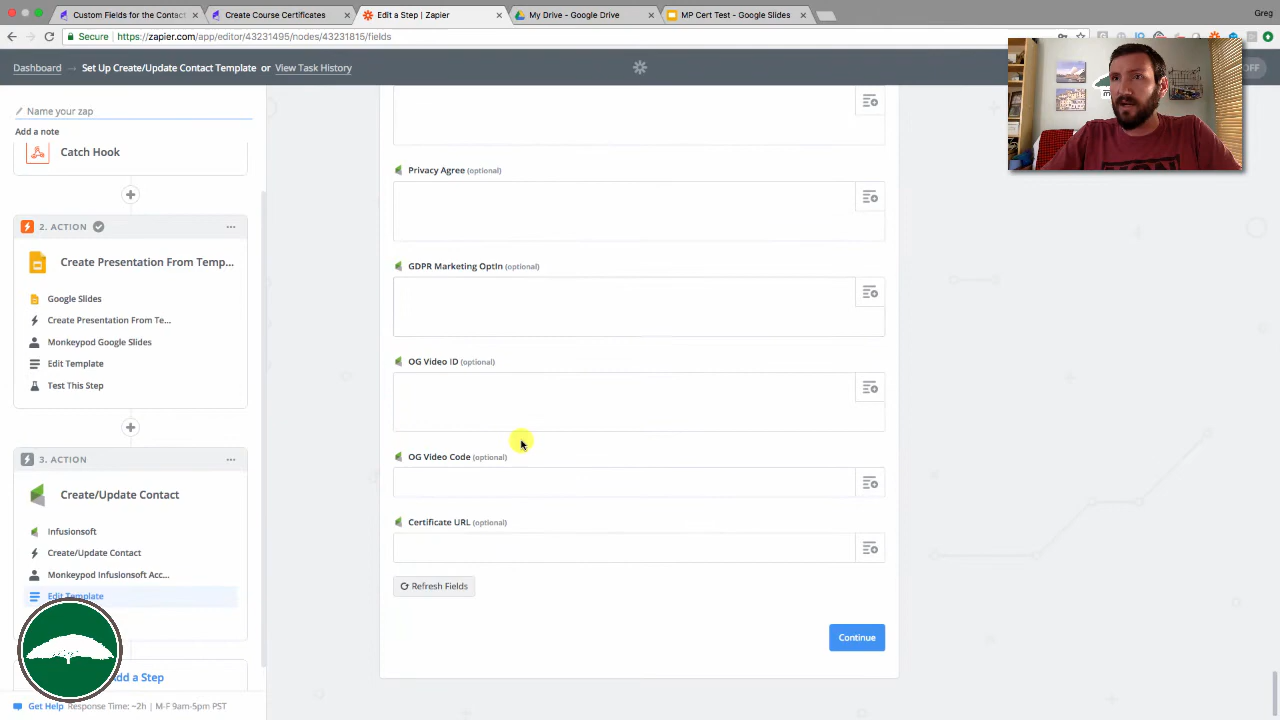 Custom Fields for the Contact
Create Course Certificates
Edit a Step | Zapier
My Drive - Google Drive
MP Cert Test - Google Slides
Greg
Secure
https://zapier.com/app/editor/43231495/nodes/43231815/fields
Dashboard → Set Up Create/Update Contact Template or View Task History
OFF
Name your zap
Add a note
Catch Hook
2. ACTION
Create Presentation From Temp...
Google Slides
Create Presentation From Te...
Monkeypod Google Slides
Edit Template
Test This Step
3. ACTION
Create/Update Contact
Infusionsoft
Create/Update Contact
Monkeypod Infusionsoft Acc...
Edit Template
dd a Step
Get Help Response Time: ~2h | M-F 9am-5pm PST
Privacy Agree (optional)
GDPR Marketing OptIn (optional)
OG Video ID (optional)
OG Video Code (optional)
Certificate URL (optional)
Refresh Fields
Continue